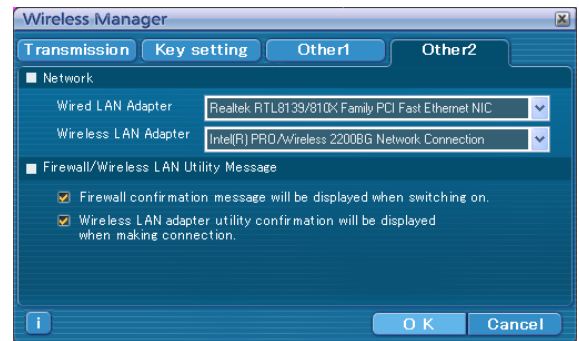 Wireless Manager
Transmission Key setting Other1 Other2
Network
Wired LAN Adapter Realtek RTL8139/810X Family PCI Fast Ethernet NIC
Wireless LAN Adapter Intel(R) PRO/Wireless 2200BG Network Connection
Firewall/Wireless LAN Utility Message
Firewall confirmation message will be displayed when switching on.
Wireless LAN adapter utility confirmation will be displayed
when making connection.
i OK Cancel